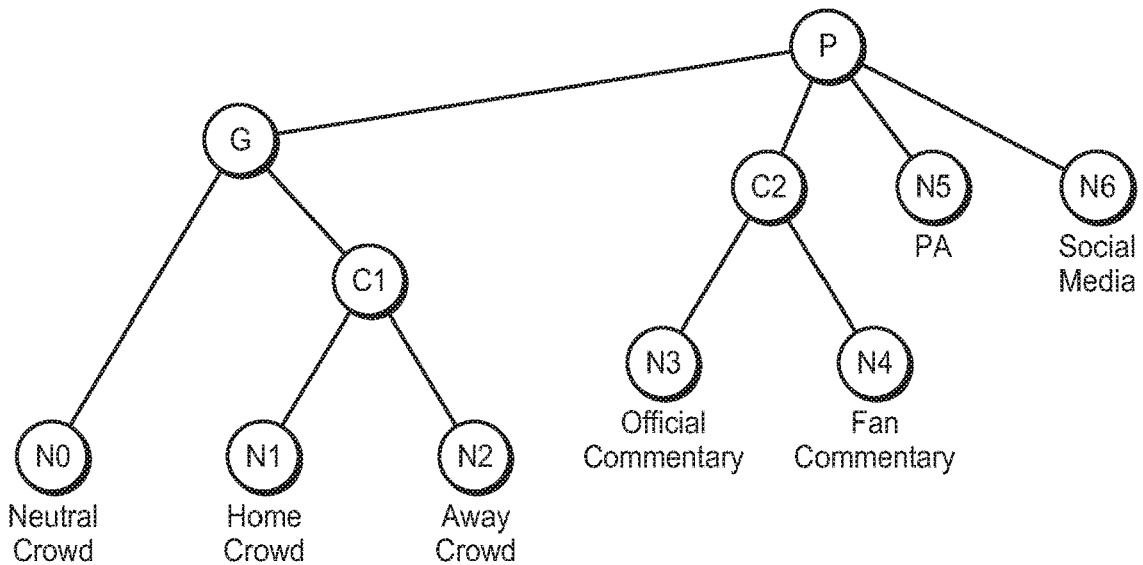 P
G
C2
N5
N6
PA
Social
Media
C1
N3
N4
Official
Commentary
Fan
Commentary
N0
N1
N2
Neutral
Crowd
Home
Crowd
Away
Crowd